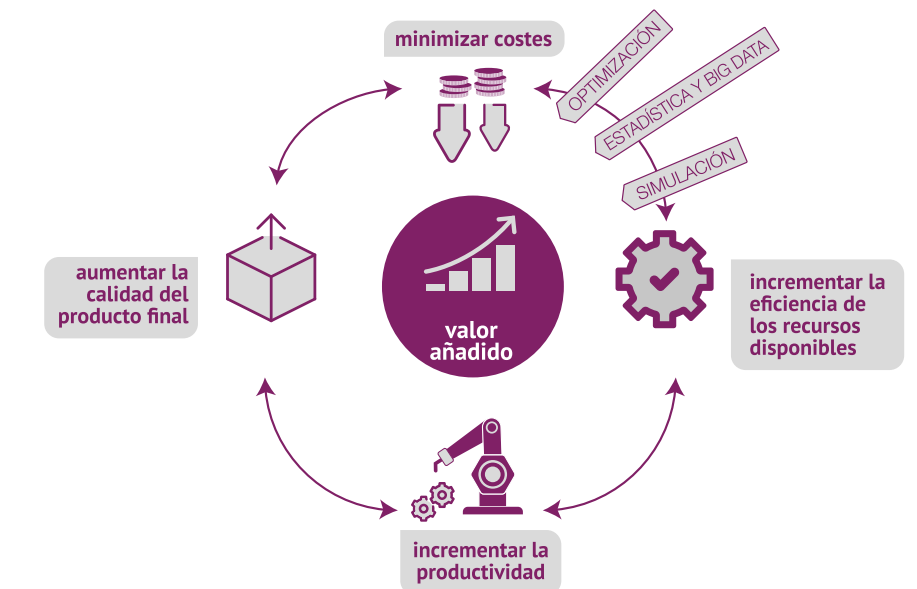 minimizar costes
OPTIMIZACIÓN
ESTADÍSTICA Y BIG DATA
SIMULACIÓN
aumentar la
calidad del
producto final
valor
añadido
incrementar la
eficiencia de
los recursos
disponibles
incrementar la
productividad